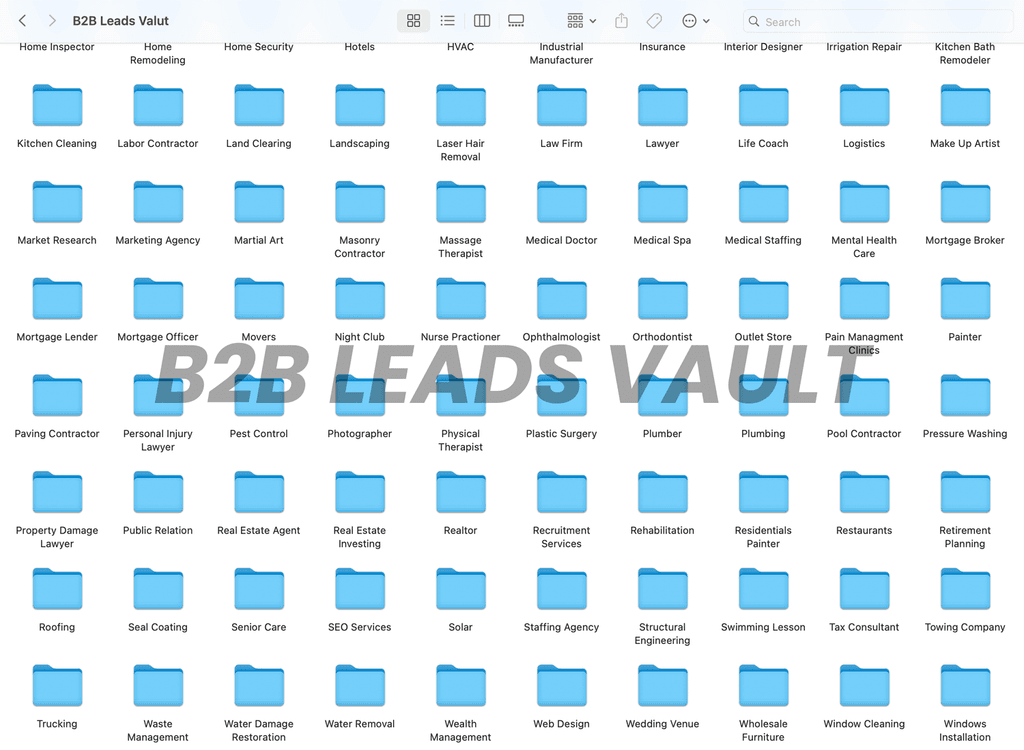 B2B Leads Valut
Search
Home Inspector
Home
Remodeling
Home Security
Hotels
HVAC
Industrial
Manufacturer
Insurance
Interior Designer
Irrigation Repair
Kitchen Bath
Remodeler
Kitchen Cleaning
Labor Contractor
Land Clearing
Landscaping
Laser Hair
Removal
Law Firm
Lawyer
Life Coach
Logistics
Make Up Artist
Market Research
Marketing Agency
Martial Art
Masonry
Contractor
Massage
Therapist
Medical Doctor
Medical Spa
Medical Staffing
Mental Health
Care
Mortgage Broker
Mortgage Lender
Mortgage Officer
Movers
Night Club
Nurse Practioner
Ophthalmologist
Orthodontist
Outlet Store
Pain Managment
Clinics
Painter
B2B LEADS VAULT
Paving Contractor
Personal Injury
Lawyer
Pest Control
Photographer
Physical
Therapist
Plastic Surgery
Plumber
Plumbing
Pool Contractor
Pressure Washing
Property Damage
Lawyer
Public Relation
Real Estate Agent
Real Estate
Investing
Realtor
Recruitment
Services
Rehabilitation
Residentials
Painter
Restaurants
Retirement
Planning
Roofing
Seal Coating
Senior Care
SEO Services
Solar
Staffing Agency
Structural
Engineering
Swimming Lesson
Tax Consultant
Towing Company
Trucking
Waste
Management
Water Damage
Restoration
Water Removal
Wealth
Management
Web Design
Wedding Venue
Wholesale
Furniture
Window Cleaning
Windows
Installation